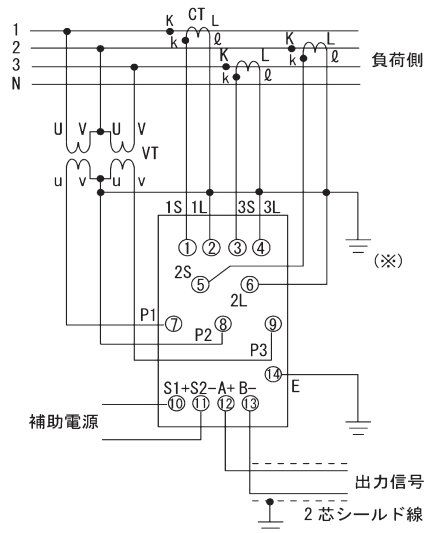 CT
1 K L
2 k ℓ K L
3 K L k ℓ 負荷側
N k ℓ
U V U V
VT
u v u v
1S 1L 3S 3L
① ② ③ ④
(※)
2S
⑤ ⑥
2L
P1 ⑦ ⑧ ⑨
P2
P3
⑭ E
S1+ S2- A+ B-
⑩ ⑪ ⑫ ⑬
補助電源
出力信号
2芯シールド線